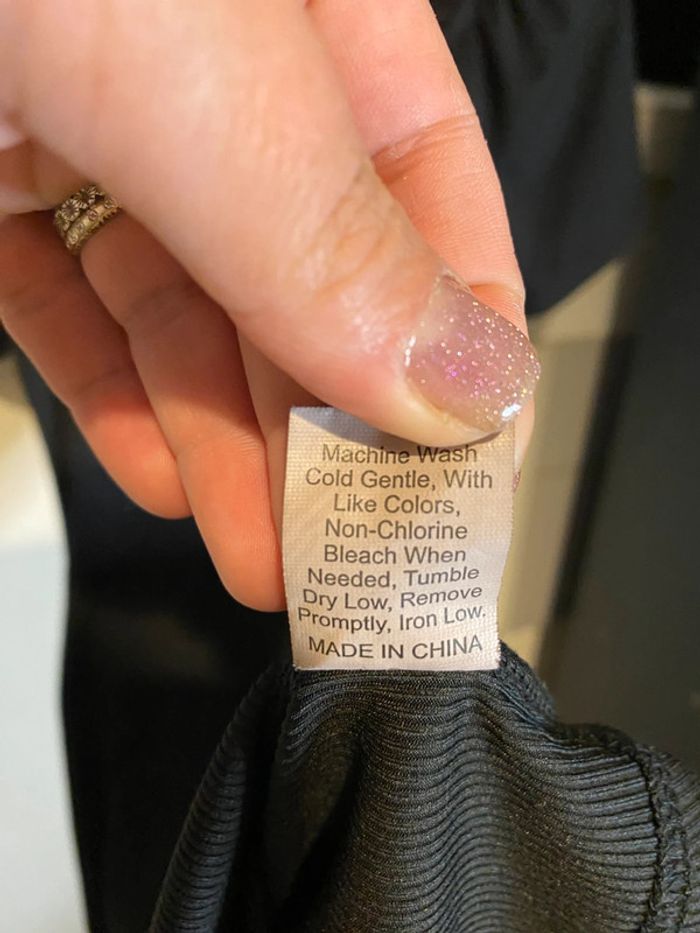 Machine Wash
Cold Gentle, With
Like Colors,
Non-Chlorine
Bleach When
Needed, Tumble
Dry Low, Remove
Promptly, Iron Low.
MADE IN CHINA